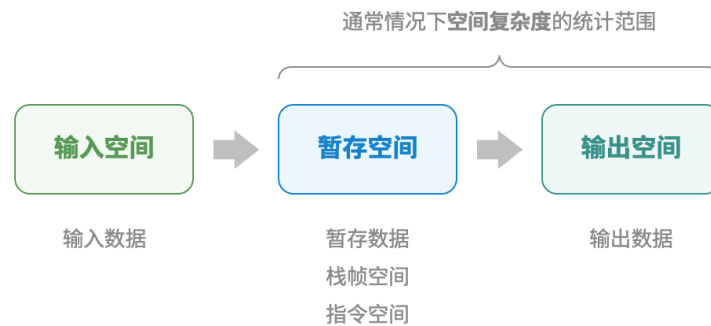 通常情况下空间复杂度的统计范围
输入空间
暂存空间
输出空间
输入数据
暂存数据
输出数据
栈帧空间
指令空间